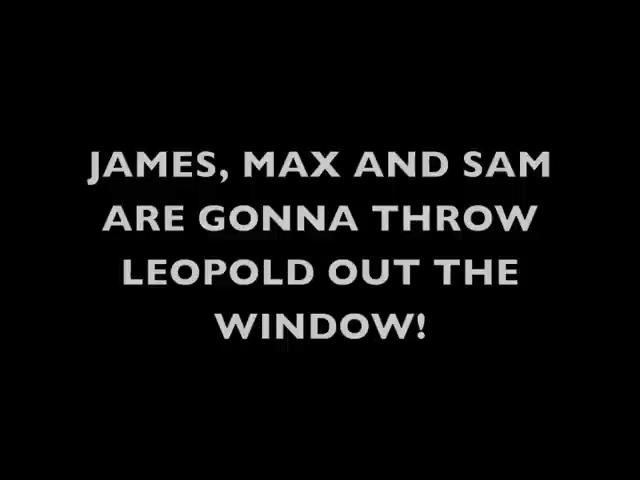 JAMES, MAX AND SAM
ARE GONNA THROW
LEOPOLD OUT THE
WINDOW!